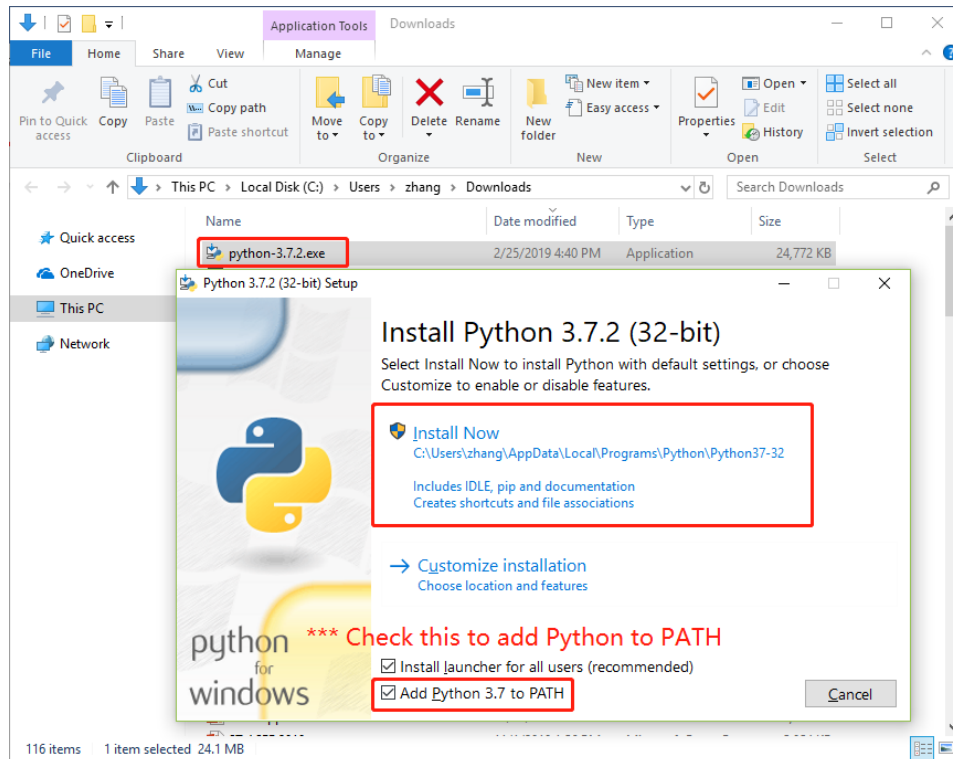 Application Tools
Downloads
File
Home
Share
View
Manage
Pin to Quick access
Copy
Paste
Cut
Copy path
Paste shortcut
Move to
Copy to
Delete
Rename
New folder
New item
Easy access
Properties
Open
Edit
History
Select all
Select none
Invert selection
Clipboard
Organize
New
Open
Select
This PC > Local Disk (C:) > Users > zhang > Downloads
Search Downloads
Name
Date modified
Type
Size
Quick access
OneDrive
This PC
Network
python-3.7.2.exe
2/25/2019 4:40 PM
Application
24,772 KB
Python 3.7.2 (32-bit) Setup
Install Python 3.7.2 (32-bit)
Select Install Now to install Python with default settings, or choose
Customize to enable or disable features.
Install Now
C:\Users\zhang\AppData\Local\Programs\Python\Python37-32
Includes IDLE, pip and documentation
Creates shortcuts and file associations
Customize installation
Choose location and features
*** Check this to add Python to PATH
Install launcher for all users (recommended)
Add Python 3.7 to PATH
Cancel
python
for
windows
116 items
1 item selected 24.1 MB